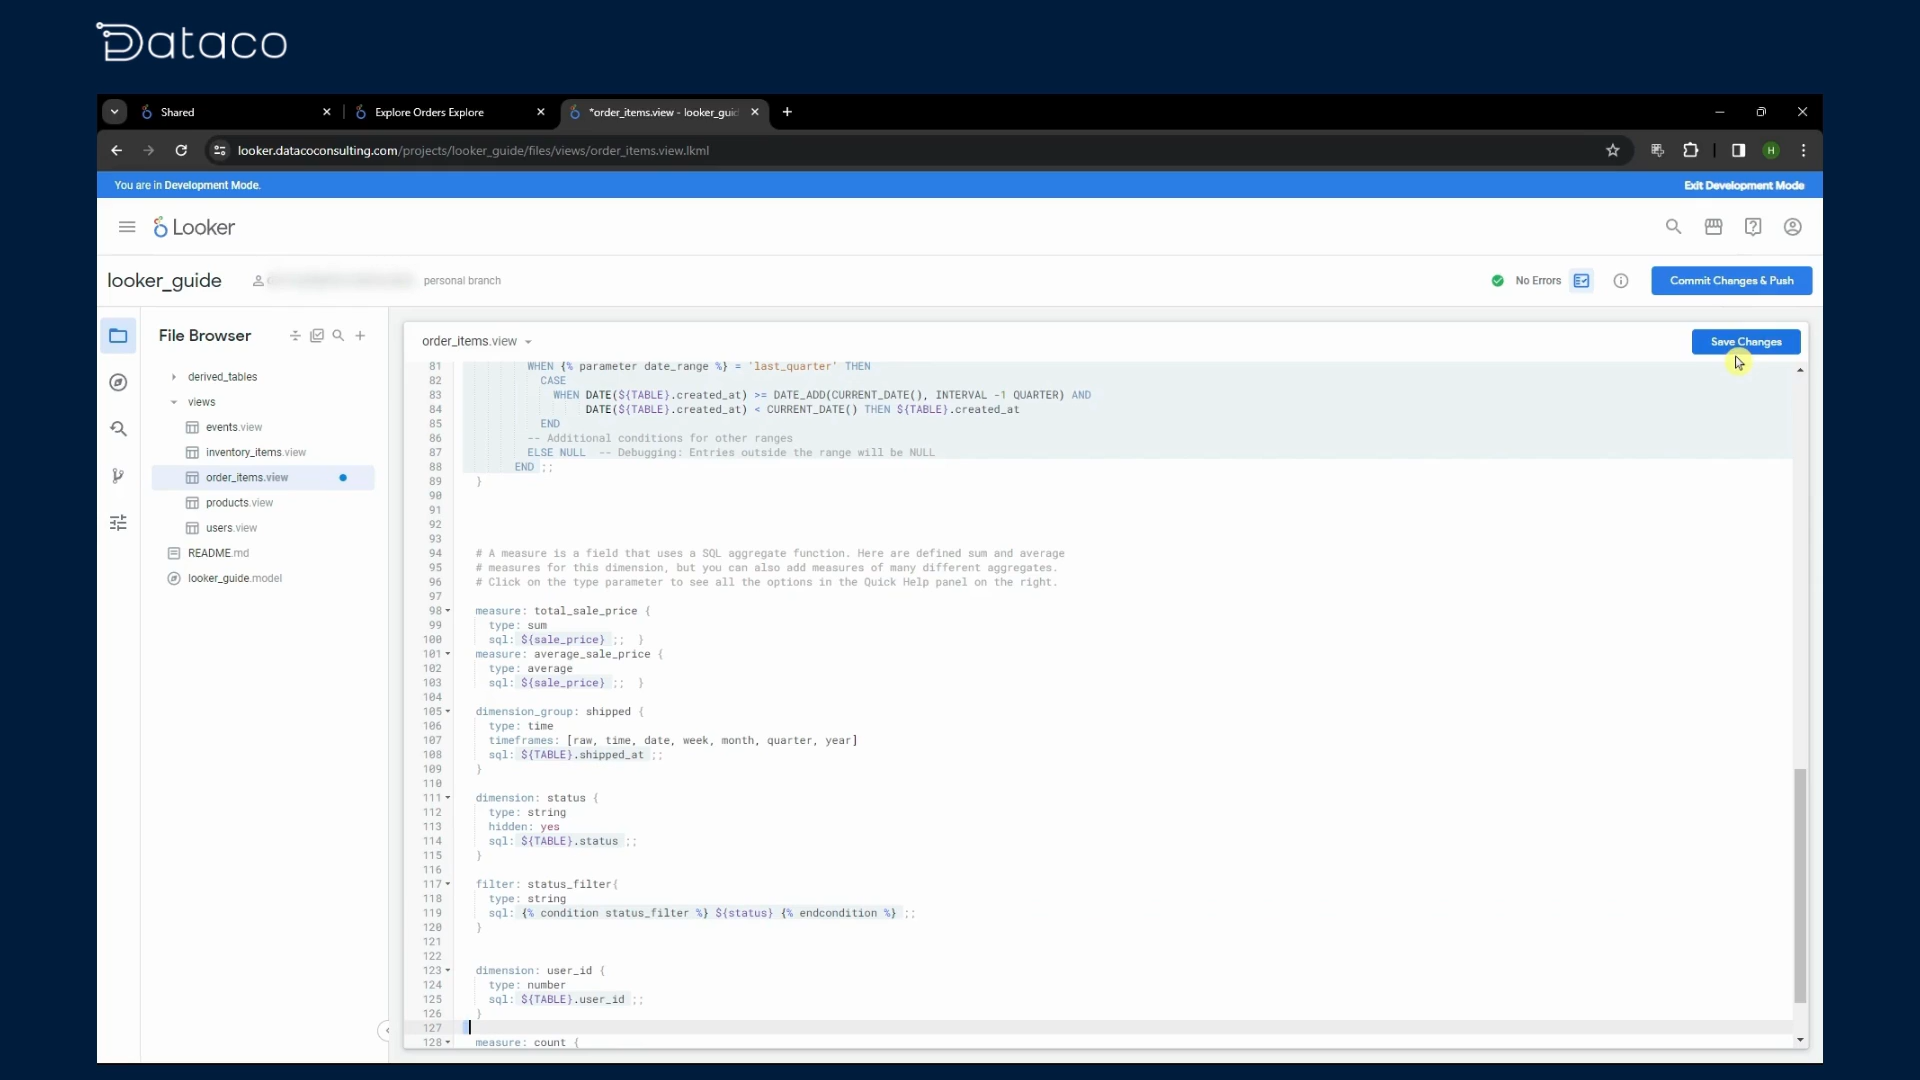 Dataco
Shared
Explore Orders Explore
*order_items.view - looker_guid
looker.datacoconsulting.com/projects/looker_guide/files/views/order_items.view.lkml
You are in Development Mode.
Exit Development Mode
Looker
looker_guide
personal branch
No Errors
Commit Changes & Push
File Browser
derived_tables
views
events.view
inventory_items.view
order_items.view
products.view
users.view
README.md
looker_guide.model
order_items.view
Save Changes
81 WHEN {% parameter date_range %} = 'last_quarter' THEN
82 CASE
83 WHEN DATE(${TABLE}.created_at) >= DATE_ADD(CURRENT_DATE(), INTERVAL -1 QUARTER) AND
84 DATE(${TABLE}.created_at) < CURRENT_DATE() THEN ${TABLE}.created_at
85 END
86 -- Additional conditions for other ranges
87 ELSE NULL -- Debugging: Entries outside the range will be NULL
88 END ;;
89 }
90
91
92
93
94 # A measure is a field that uses a SQL aggregate function. Here are defined sum and average
95 # measures for this dimension, but you can also add measures of many different aggregates.
96 # Click on the type parameter to see all the options in the Quick Help panel on the right.
97
98 measure: total_sale_price {
99 type: sum
100 sql: ${sale_price} ;; }
101 measure: average_sale_price {
102 type: average
103 sql: ${sale_price} ;; }
104
105 dimension_group: shipped {
106 type: time
107 timeframes: [raw, time, date, week, month, quarter, year]
108 sql: ${TABLE}.shipped_at ;;
109 }
110
111 dimension: status {
112 type: string
113 hidden: yes
114 sql: ${TABLE}.status ;;
115 }
116
117 filter: status_filter{
118 type: string
119 sql: {% condition status_filter %} ${status} {% endcondition %} ;;
120 }
121
122
123 dimension: user_id {
124 type: number
125 sql: ${TABLE}.user_id ;;
126 }
127
128 measure: count {